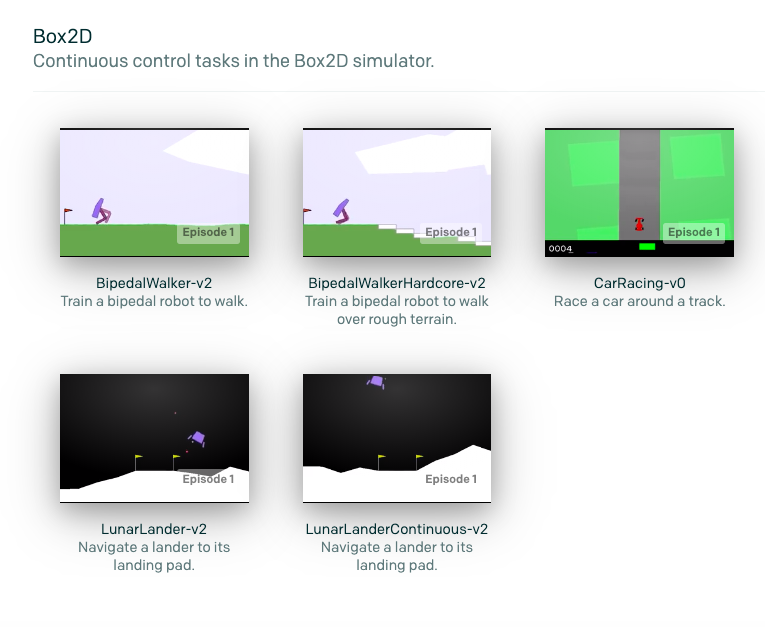 Box2D
Continuous control tasks in the Box2D simulator.
Episode 1
Episode 1
0004
Episode 1
BipedalWalker-v2
Train a bipedal robot to walk.
BipedalWalkerHardcore-v2
Train a bipedal robot to walk
over rough terrain.
CarRacing-v0
Race a car around a track.
Episode 1
Episode 1
LunarLander-v2
Navigate a lander to its
landing pad.
LunarLanderContinuous-v2
Navigate a lander to its
landing pad.